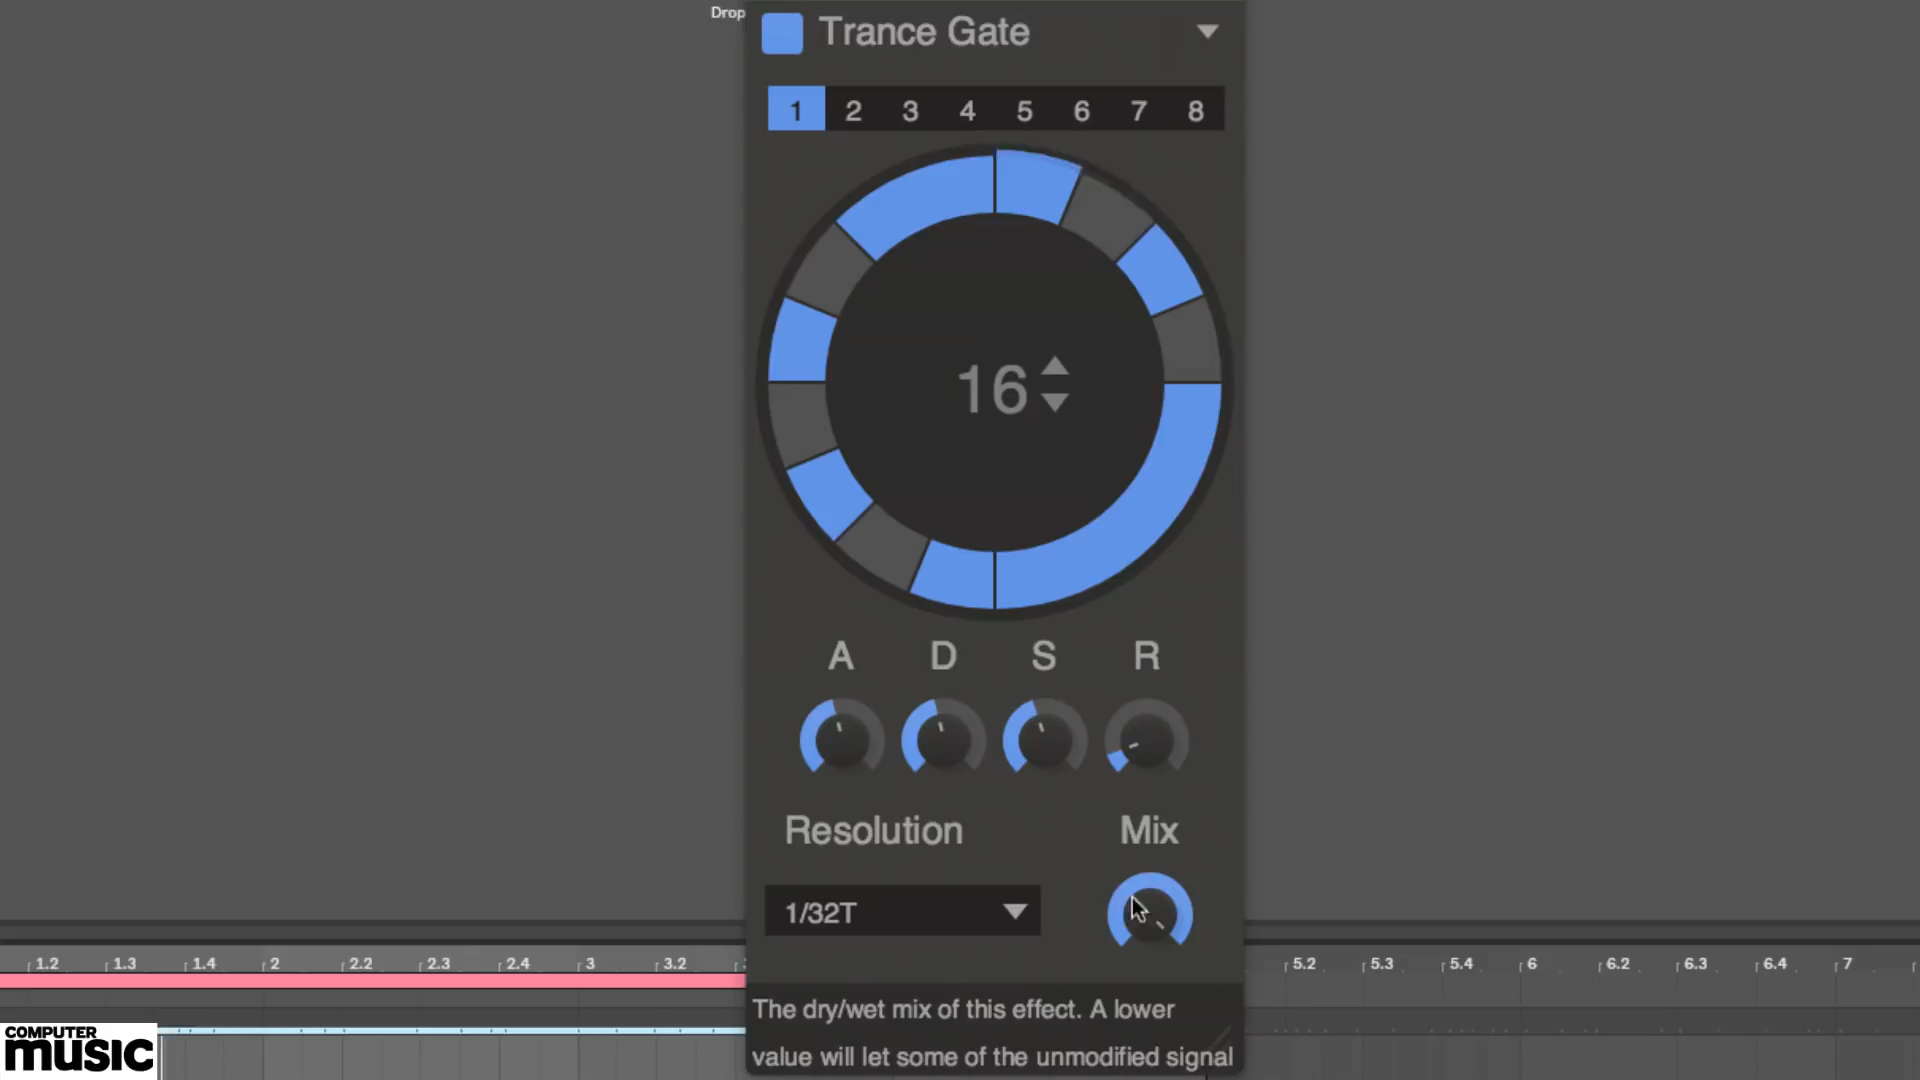 Drop
Trance Gate
1 2 3 4 5 6 7 8
16
A D S R
Resolution Mix
1/32T
1.2 1.3 1.4 2 2.2 2.3 2.4 3 3.2 5.2 5.3 5.4 6 6.2 6.3 6.4 7
The dry/wet mix of this effect. A lower
value will let some of the unmodified signal
COMPUTER
music